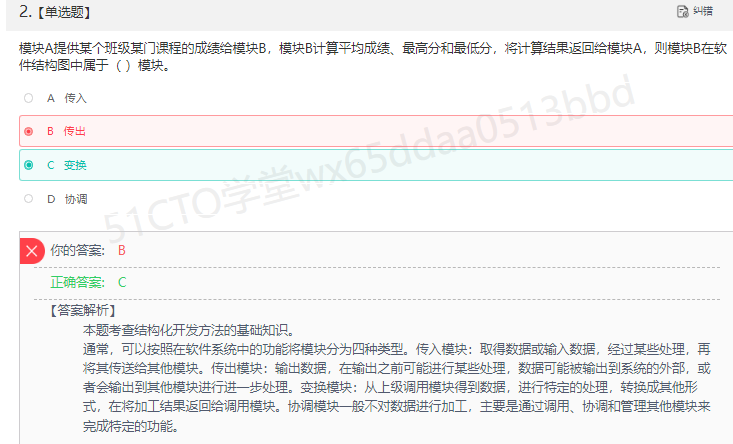 2.【单选题】
纠错
模块A提供某个班级某门课程的成绩给模块B，模块B计算平均成绩、最高分和最低分，将计算结果返回给模块A，则模块B在软
件结构图中属于（ ）模块。
A 传入
B 传出
C 变换
D 协调
51CTO学堂wx65ddaa0513bbd
你的答案: B
正确答案: C
【答案解析】
本题考查结构化开发方法的基础知识。
通常，可以按照在软件系统中的功能将模块分为四种类型。传入模块：取得数据或输入数据，经过某些处理，再
将其传送给其他模块。传出模块：输出数据，在输出之前可能进行某些处理，数据可能被输出到系统的外部，或
者会输出到其他模块进行进一步处理。变换模块：从上级调用模块得到数据，进行特定的处理，转换成其他形
式，在将加工结果返回给调用模块。协调模块一般不对数据进行加工，主要是通过调用、协调和管理其他模块来
完成特定的功能。